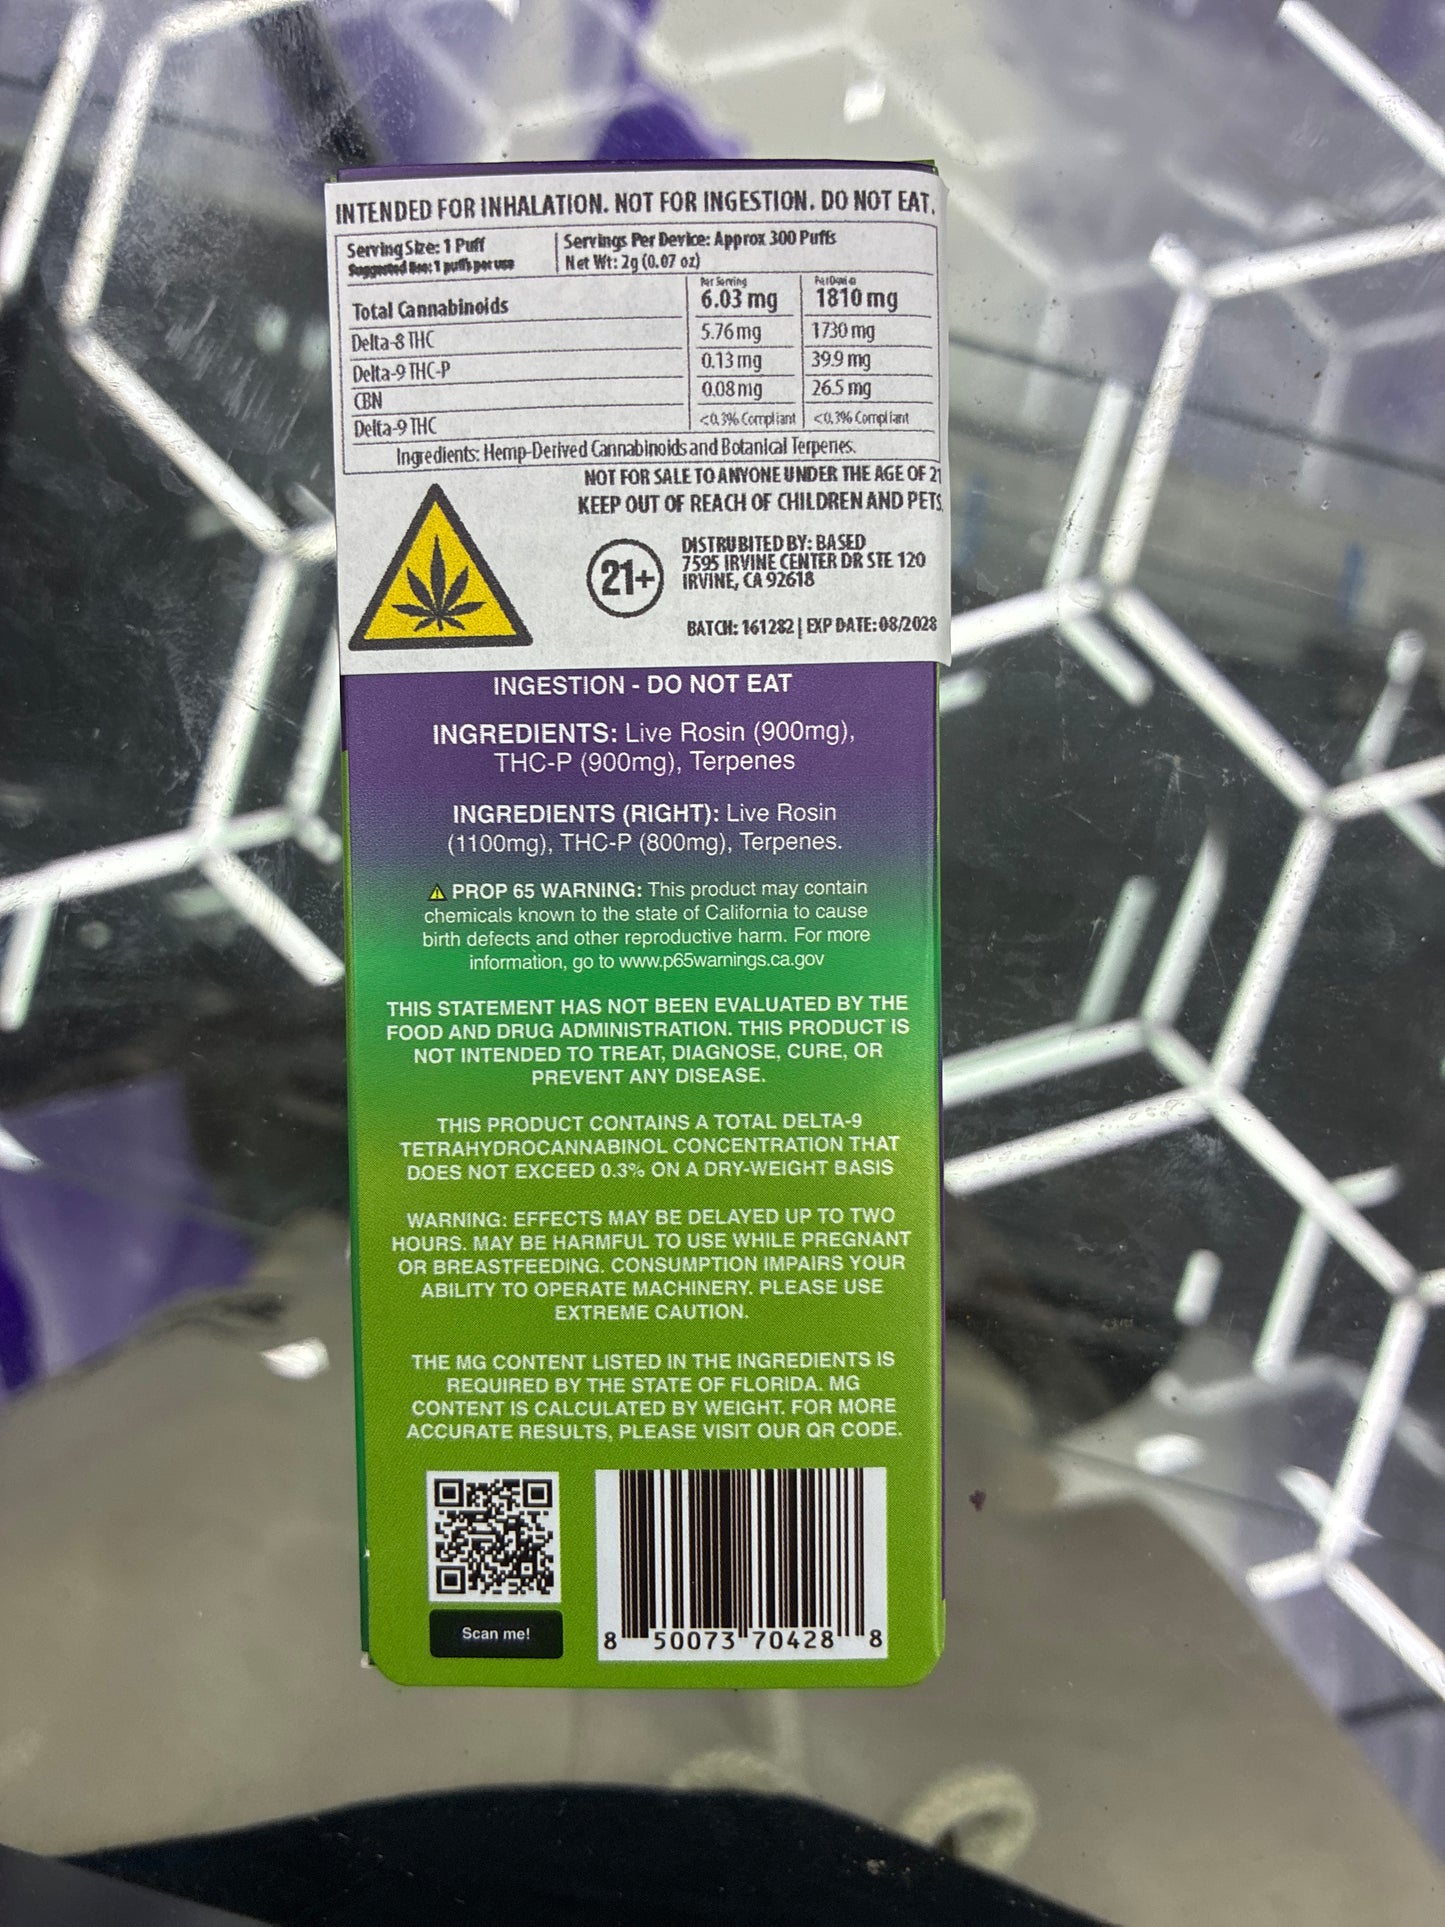 INTENDED FOR INHALATION. NOT FOR INGESTION. DO NOT EAT.
Serving Size: 1 Puff
Suggested Use: 1 puffs per use
Servings Per Device: Approx 300 Puffs
Net Wt: 2g (0.07 oz)
Per Serving
Total Cannabinoids 6.03 mg 1810 mg
Delta-8 THC 5.76 mg 1730 mg
Delta-9 THC-P 0.13 mg 39.9 mg
CBN 0.08 mg 26.5 mg
Delta-9 THC <0.3% Compliant <0.3% Compliant
Ingredients: Hemp-Derived Cannabinoids and Botanical Terpenes.
NOT FOR SALE TO ANYONE UNDER THE AGE OF 21
KEEP OUT OF REACH OF CHILDREN AND PETS
21+
DISTRUBITED BY: BASED
7595 IRVINE CENTER DR STE 120
IRVINE, CA 92618
BATCH: 161282 | EXP DATE: 08/2028
INGESTION - DO NOT EAT
INGREDIENTS: Live Rosin (900mg),
THC-P (900mg), Terpenes
INGREDIENTS (RIGHT): Live Rosin
(1100mg), THC-P (800mg), Terpenes.
PROP 65 WARNING: This product may contain
chemicals known to the state of California to cause
birth defects and other reproductive harm. For more
information, go to www.p65warnings.ca.gov
THIS STATEMENT HAS NOT BEEN EVALUATED BY THE
FOOD AND DRUG ADMINISTRATION. THIS PRODUCT IS
NOT INTENDED TO TREAT, DIAGNOSE, CURE, OR
PREVENT ANY DISEASE.
THIS PRODUCT CONTAINS A TOTAL DELTA-9
TETRAHYDROCANNABINOL CONCENTRATION THAT
DOES NOT EXCEED 0.3% ON A DRY-WEIGHT BASIS
WARNING: EFFECTS MAY BE DELAYED UP TO TWO
HOURS. MAY BE HARMFUL TO USE WHILE PREGNANT
OR BREASTFEEDING. CONSUMPTION IMPAIRS YOUR
ABILITY TO OPERATE MACHINERY. PLEASE USE
EXTREME CAUTION.
THE MG CONTENT LISTED IN THE INGREDIENTS IS
REQUIRED BY THE STATE OF FLORIDA. MG
CONTENT IS CALCULATED BY WEIGHT. FOR MORE
ACCURATE RESULTS, PLEASE VISIT OUR QR CODE.
Scan me!
8 50073 70428 8